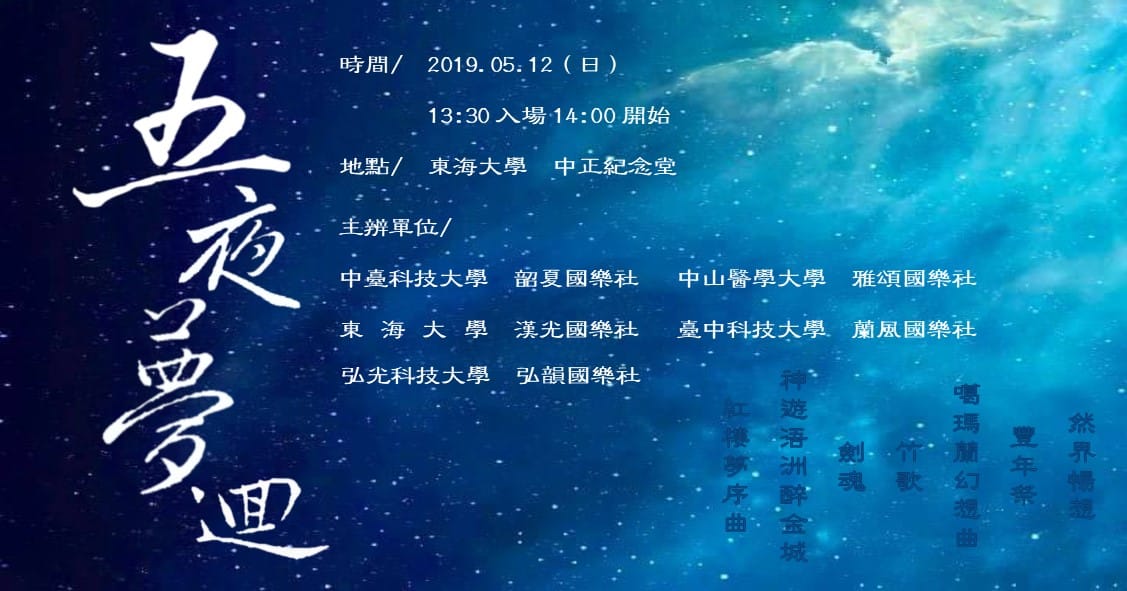 五夜夢迴
時間/ 2019.05.12（日）
13:30 入場 14:00 開始
地點/ 東海大學 中正紀念堂
主辨單位/
中臺科技大學 韶夏國樂社 中山醫學大學 雅頌國樂社
東海大學 漢光國樂社 臺中科技大學 蘭風國樂社
弘光科技大學 弘韻國樂社
然界暢想
豐年祭
噶瑪蘭幻想曲
竹歌
劍魂
神遊浯洲醉金城
紅樓夢序曲